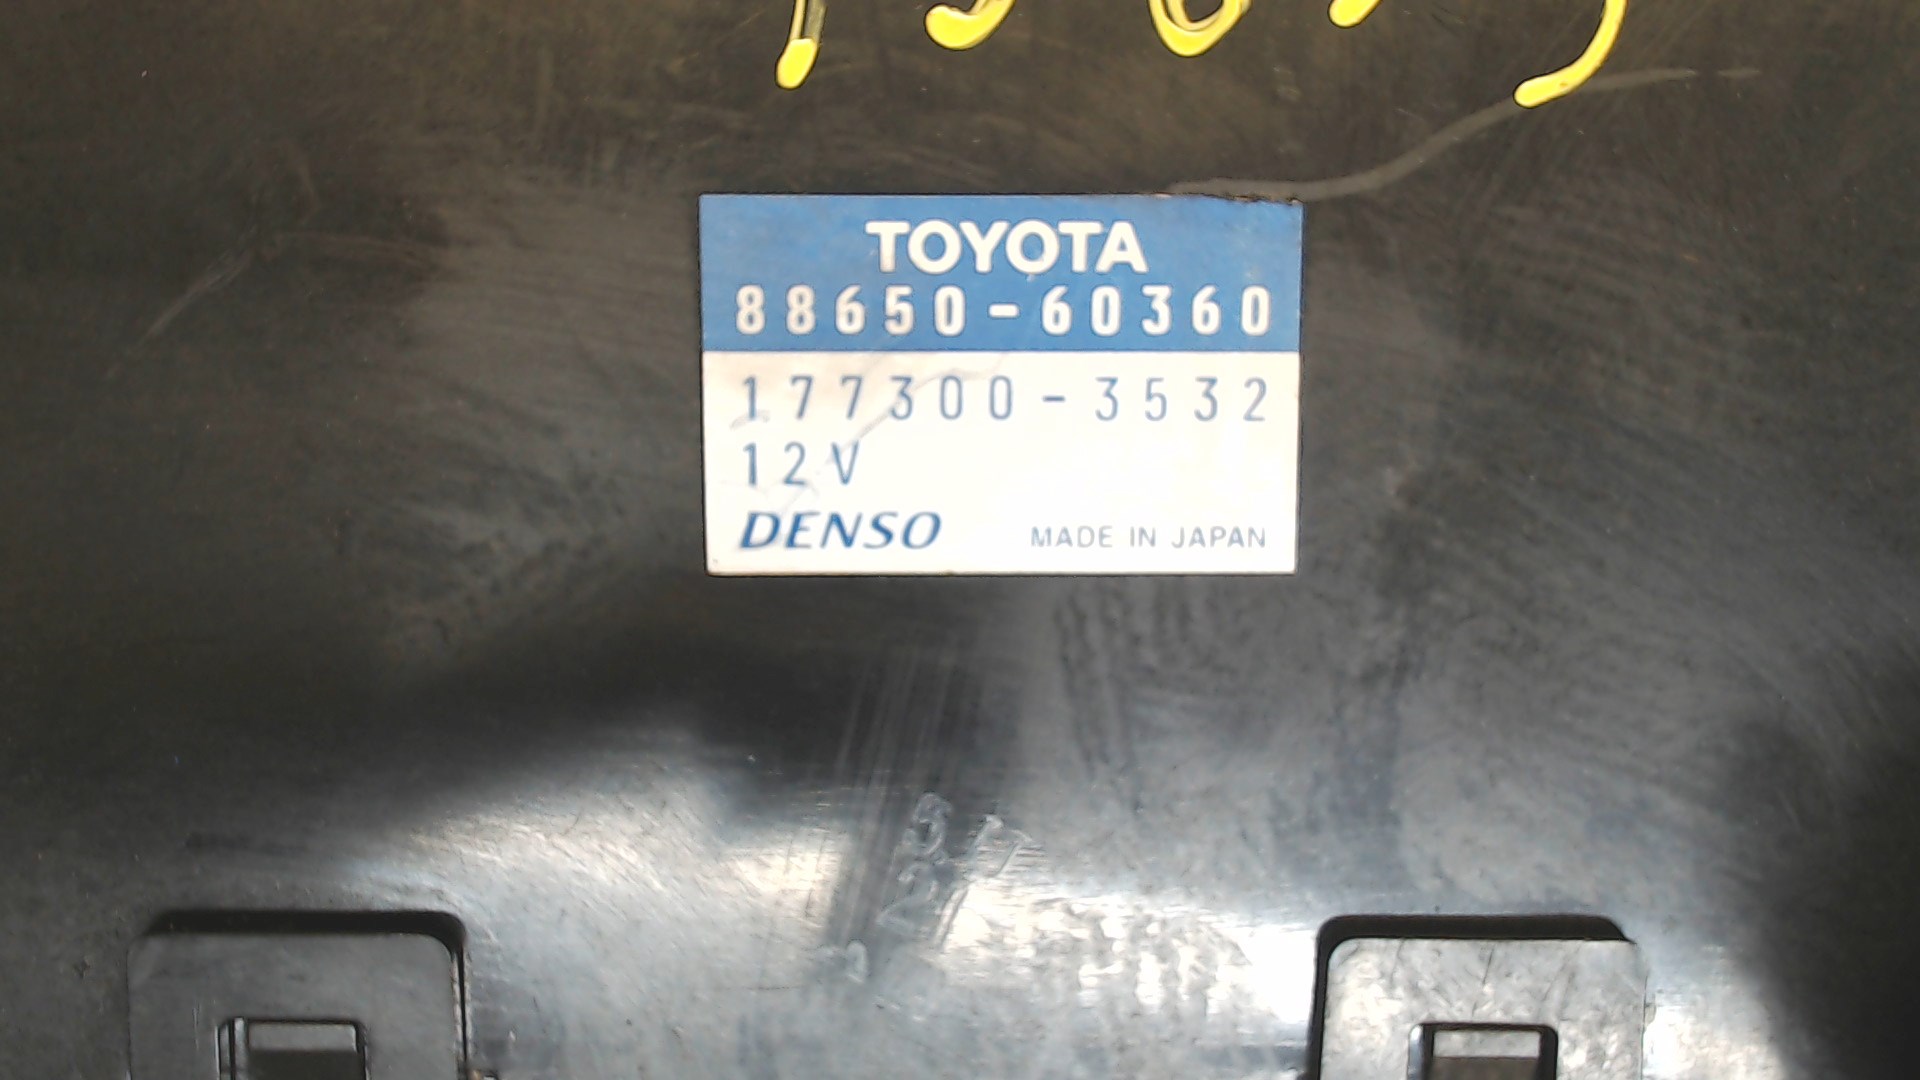 TOYOTA
88650-60360
177300-3532
12V
DENSO
MADE IN JAPAN